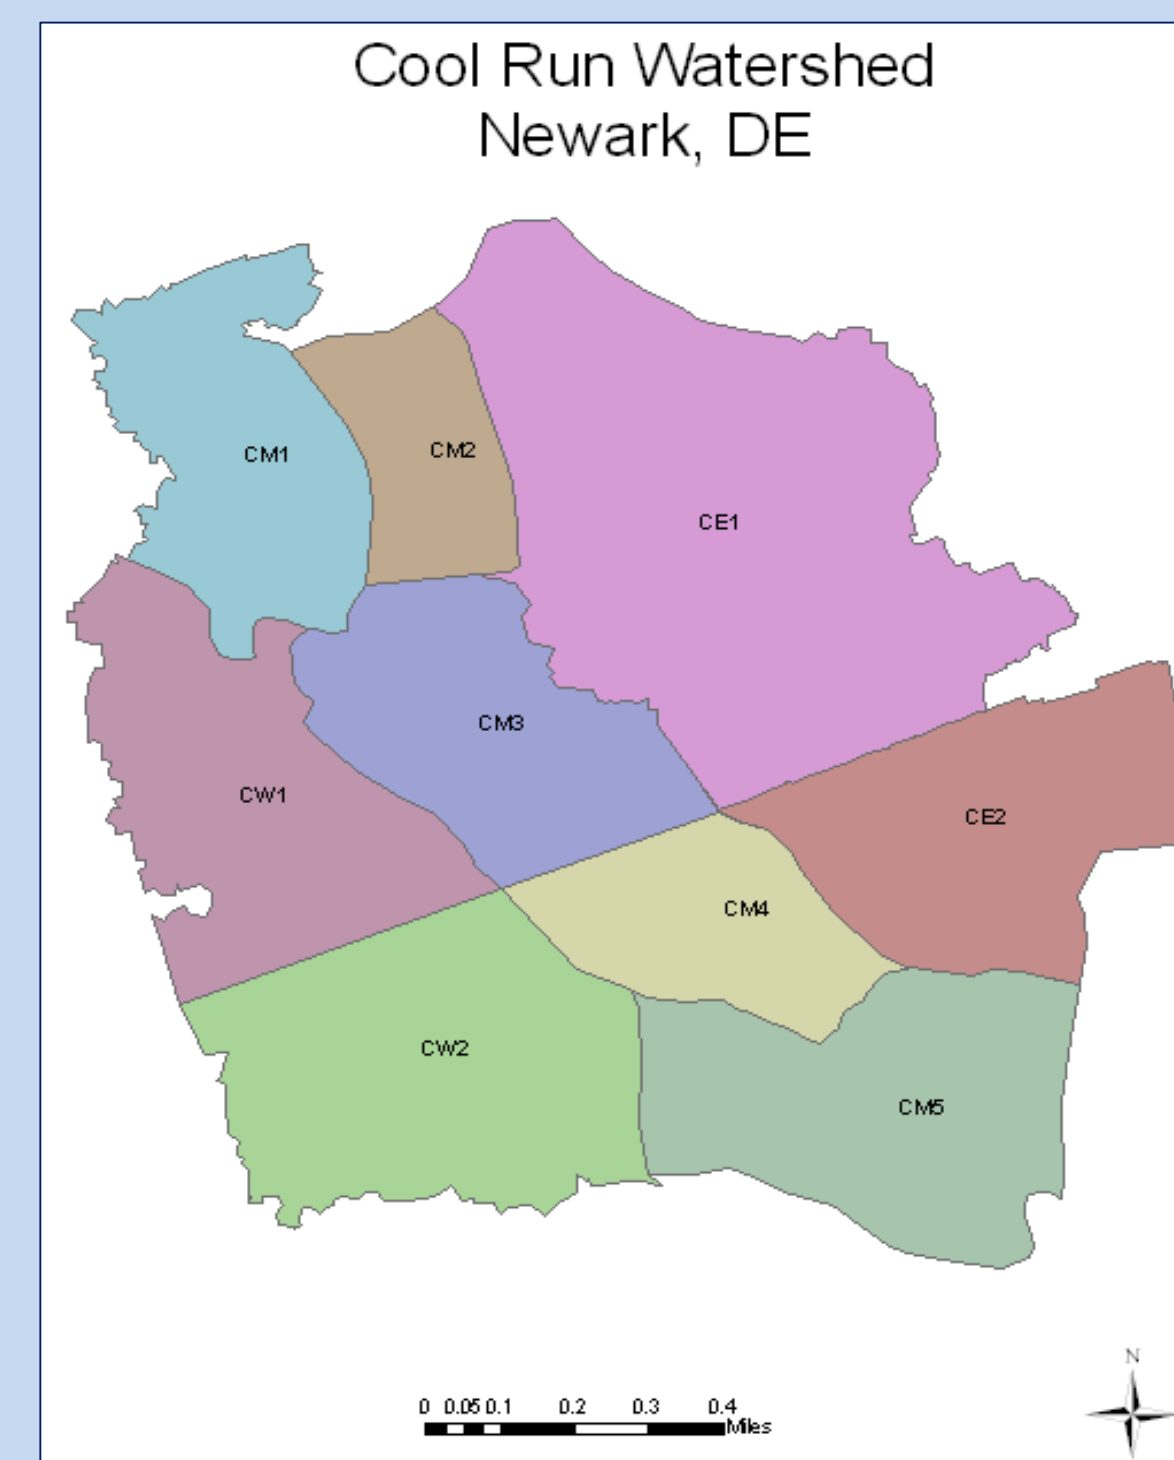 Cool Run Watershed
Newark, DE
CM1
CM2
CE1
CM3
CW1
CE2
CM4
CW2
CM5
0 0.05 0.1 0.2 0.3 0.4
Miles
N